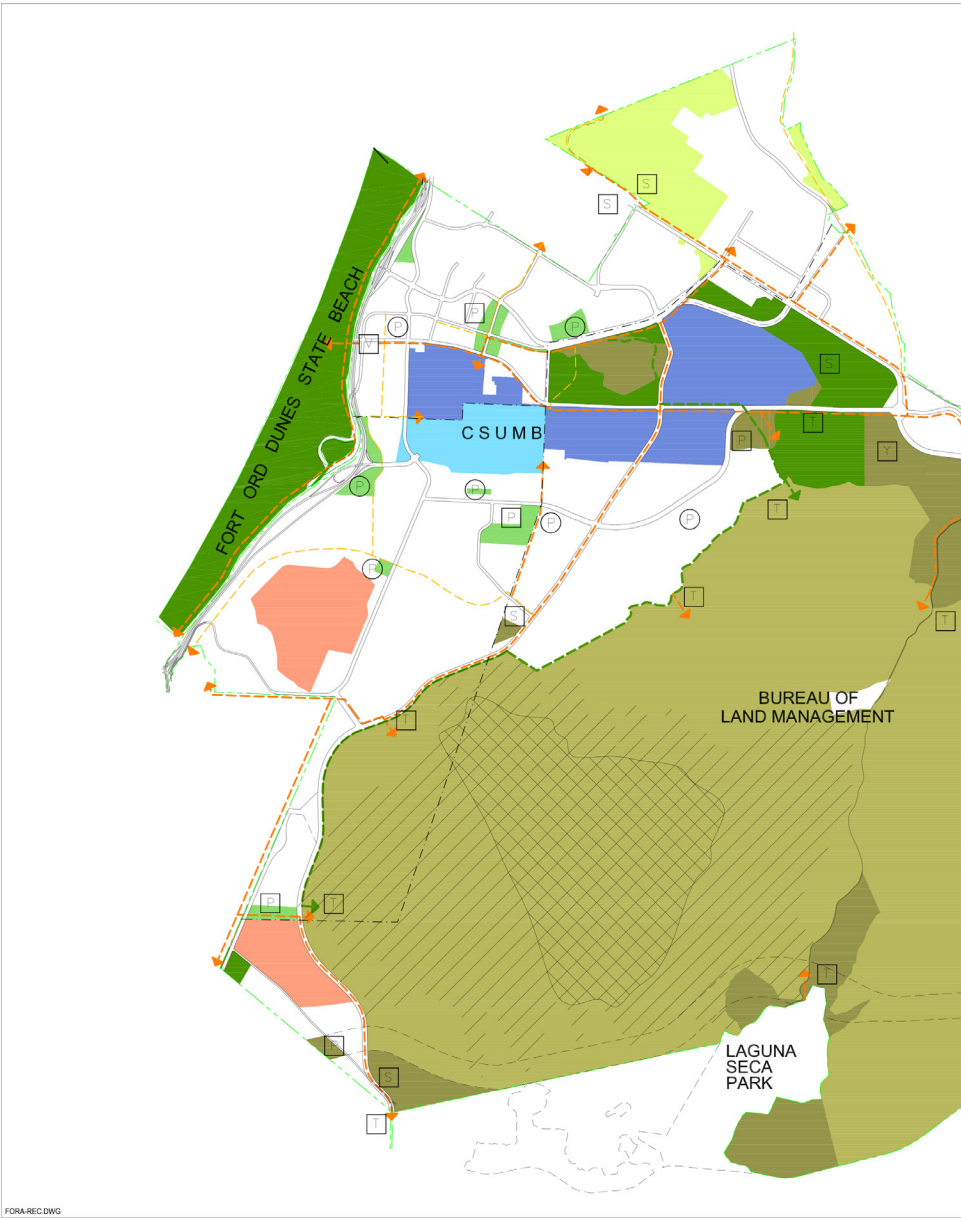 S
S
P
P
P
V
S
FORT ORD DUNES STATE BEACH
CSUMB
T
P
Y
P
P
P
T
P
P
P
T
S
T
BUREAU OF
LAND MANAGEMENT
T
P
T
T
LAGUNA
SECA
PARK
P
S
T
FORA-REC.DWG